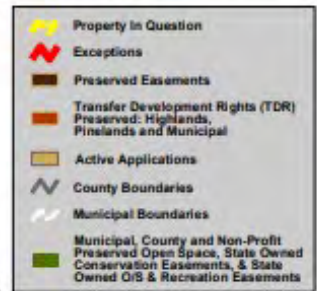 Property In Question
Exceptions
Preserved Easements
Transfer Development Rights (TDR)
Preserved: Highlands,
Pinelands and Municipal
Active Applications
County Boundaries
Municipal Boundaries
Municipal, County and Non-Profit
Preserved Open Space, State Owned
Conservation Easements, & State
Owned O/S & Recreation Easements